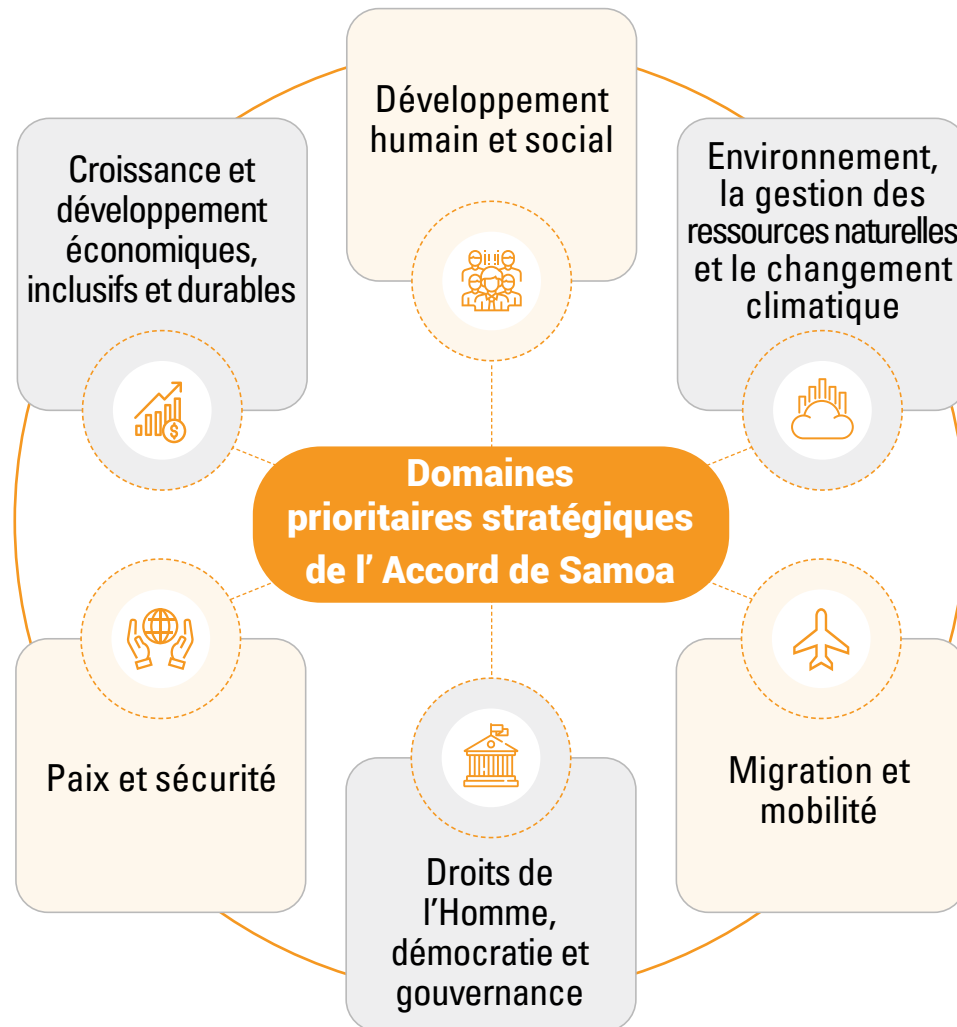 Développement
humain et social
Croissance et
développement
économiques,
inclusifs et durables
Environnement,
la gestion des
ressources naturelles
et le changement
climatique
$
Domaines
prioritaires stratégiques
de l' Accord de Samoa
Paix et sécurité
Migration et
mobilité
Droits de
l'Homme,
démocratie et
gouvernance